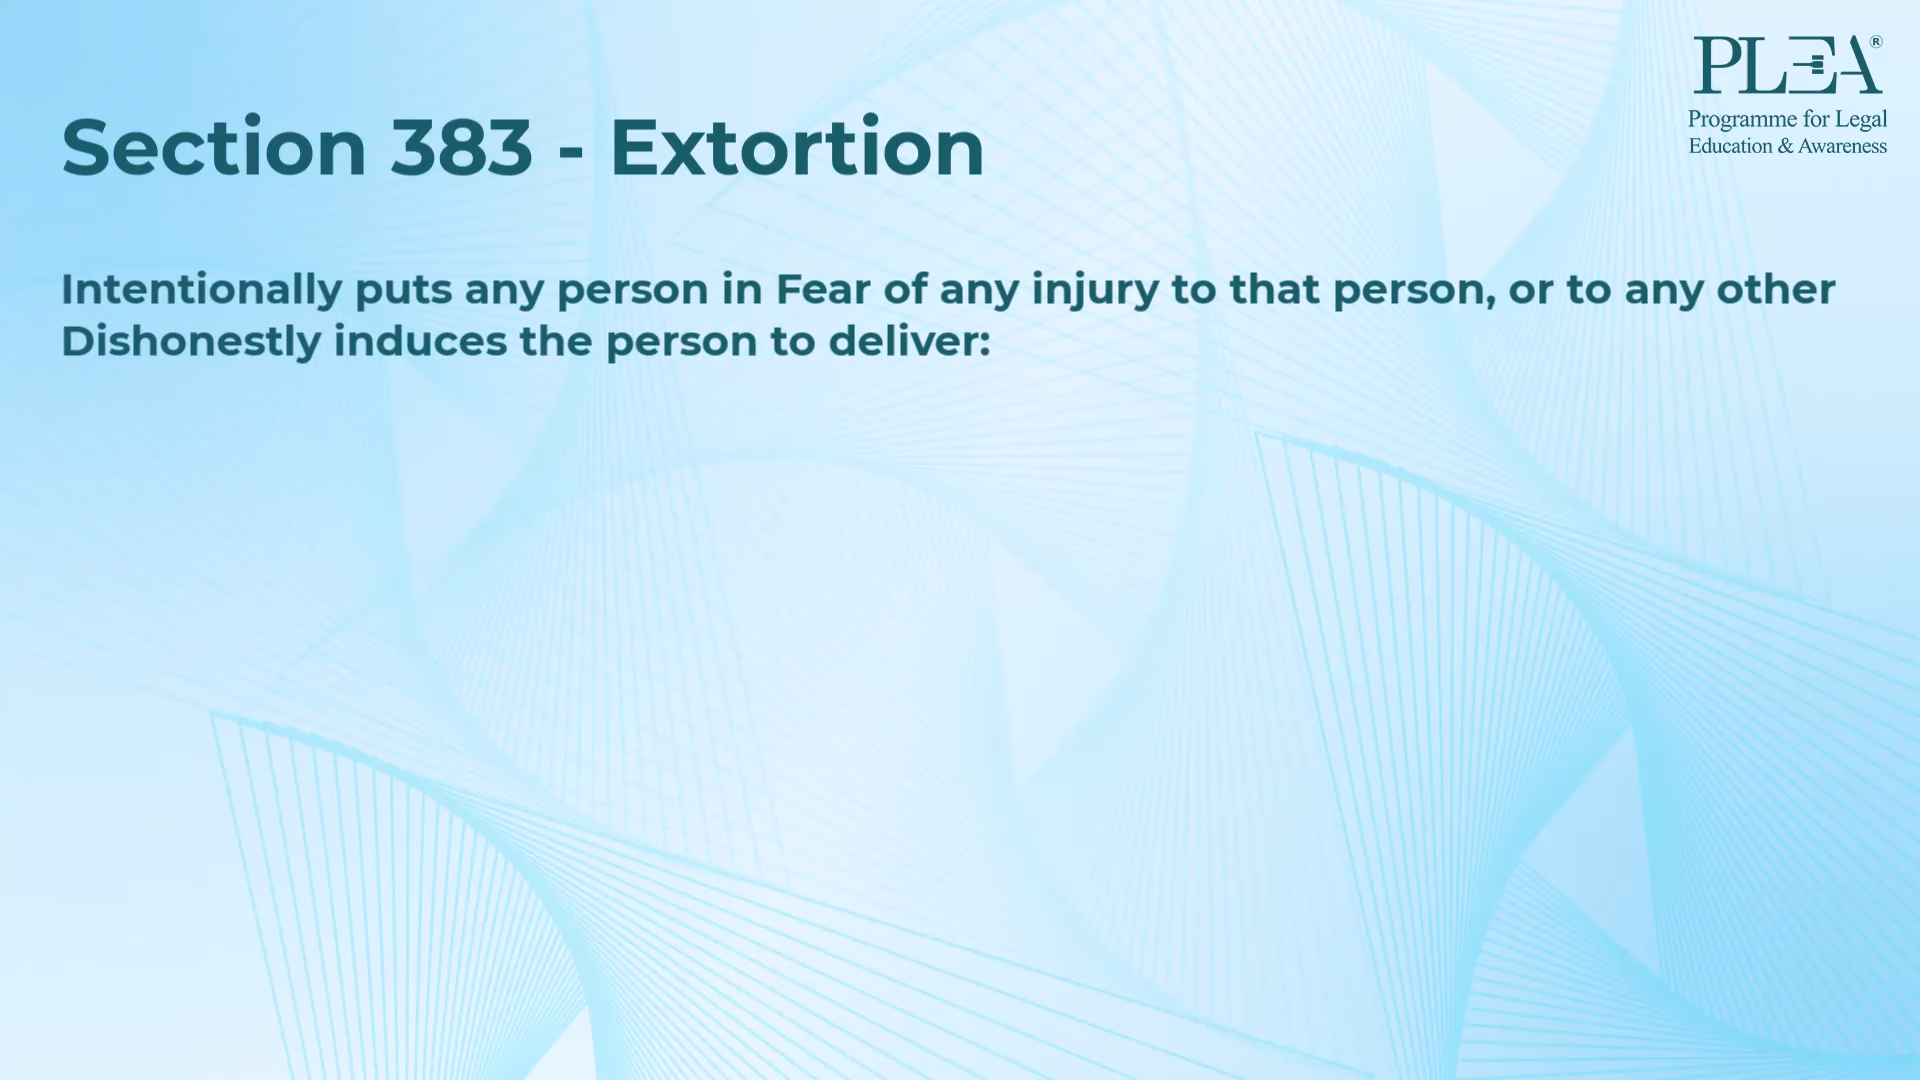 PLEA®
Programme for Legal
Education & Awareness
Section 383 - Extortion
Intentionally puts any person in Fear of any injury to that person, or to any other
Dishonestly induces the person to deliver: